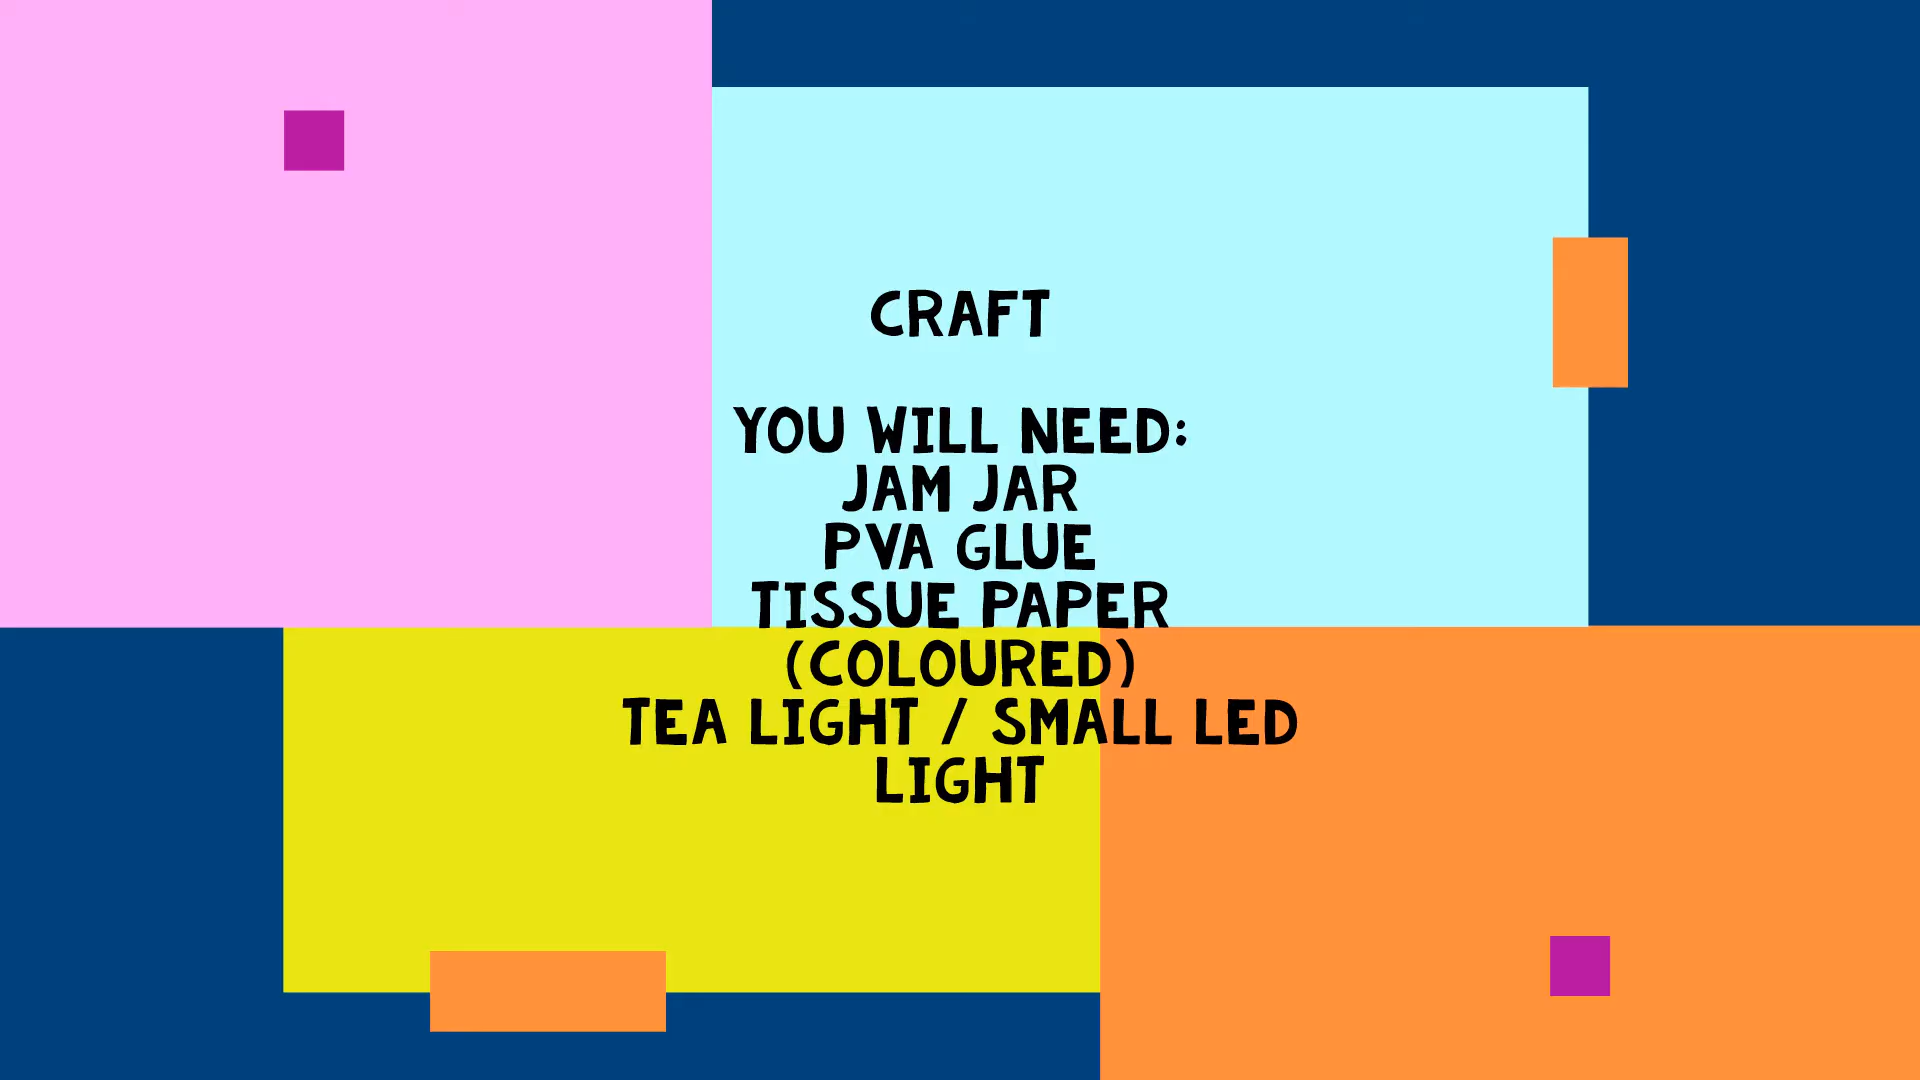 CRAFT
YOU WILL NEED:
JAM JAR
PVA GLUE
TISSUE PAPER
(COLOURED)
TEA LIGHT / SMALL LED
LIGHT